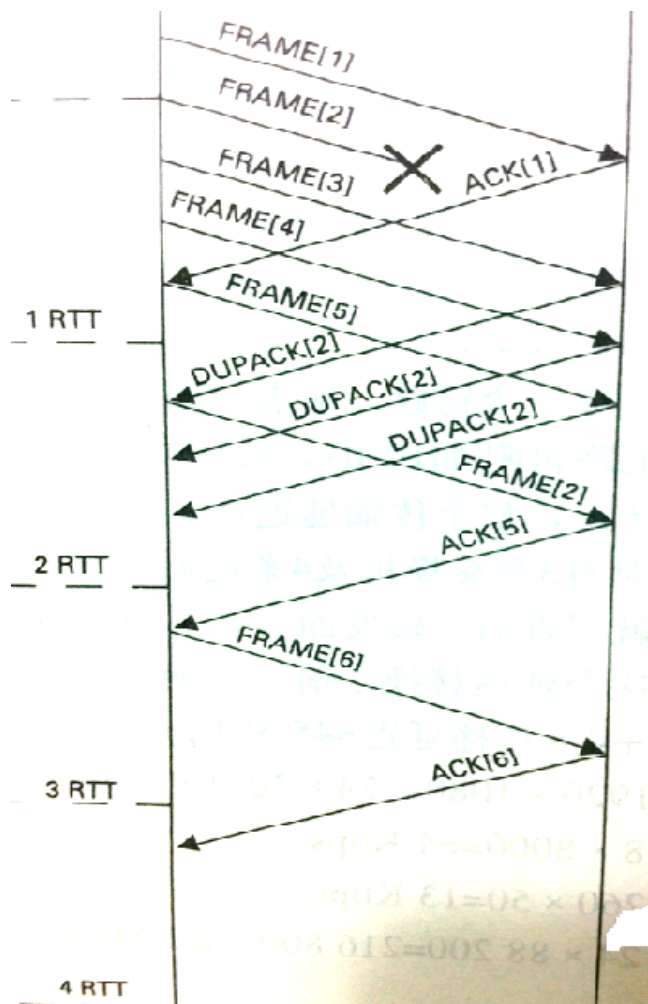 FRAME[1]
FRAME[2]
FRAME[3]
ACK[1]
FRAME[4]
FRAME[5]
1 RTT
DUPACK[2]
DUPACK[2]
DUPACK[2]
FRAME[2]
ACK[5]
2 RTT
FRAME[6]
ACK[6]
3 RTT
4 RTT